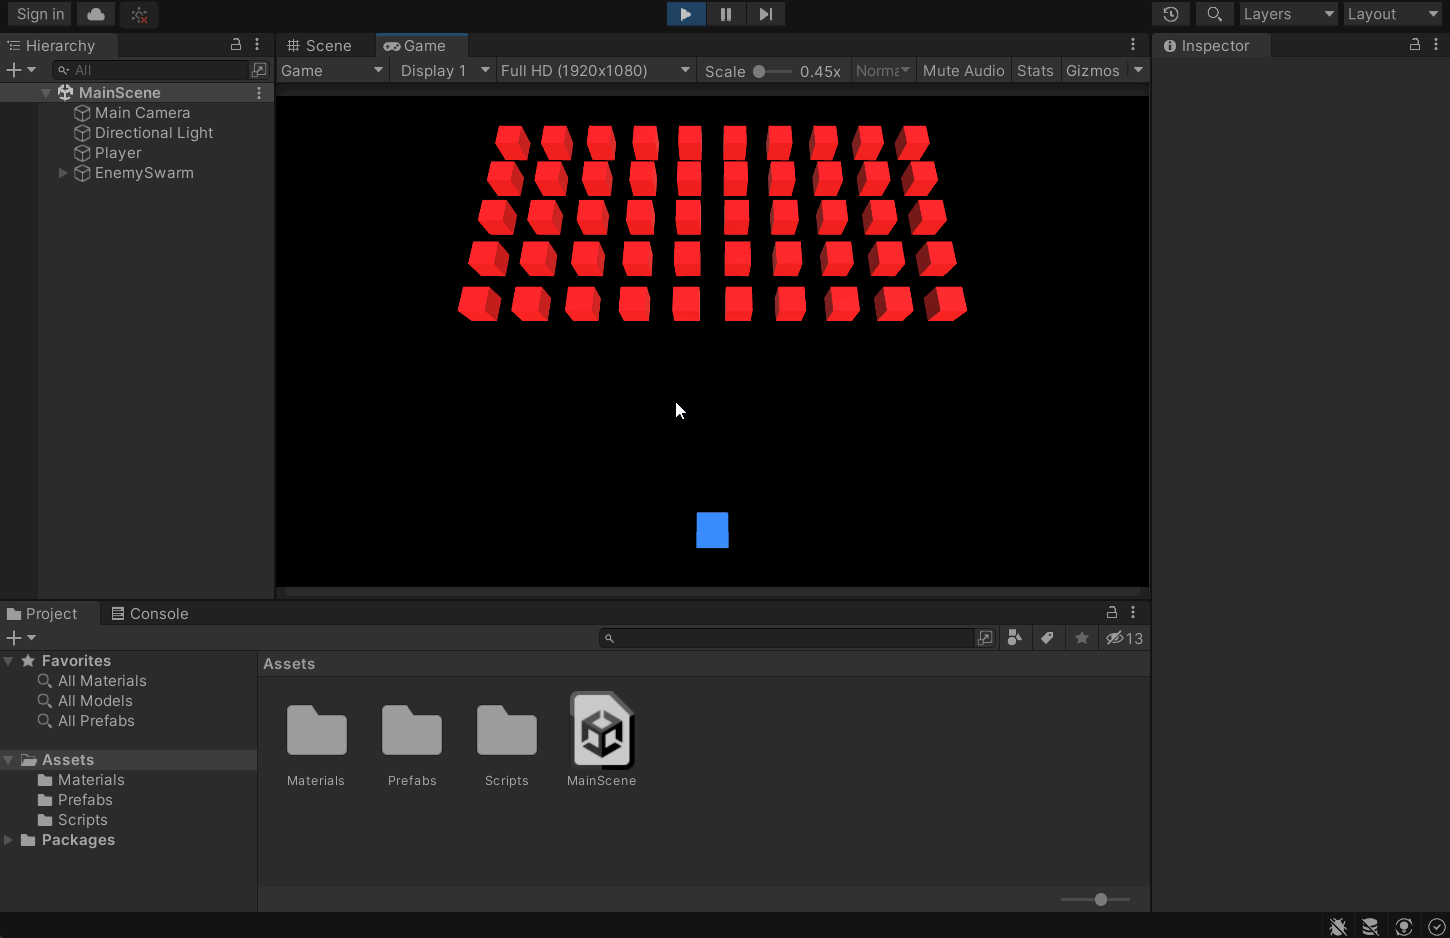 Sign in
Layers
Layout
Hierarchy
All
MainScene
Main Camera
Directional Light
Player
EnemySwarm
Scene
Game
Game
Display 1
Full HD (1920x1080)
Scale
0.45x
Norma
Mute Audio
Stats
Gizmos
Inspector
Project
Console
13
Favorites
All Materials
All Models
All Prefabs
Assets
Materials
Prefabs
Scripts
Packages
Assets
Materials
Prefabs
Scripts
MainScene